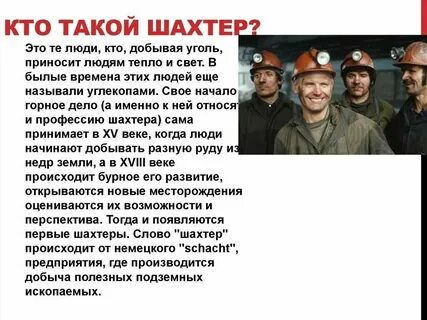 КТО ТАКОЙ ШАХТЕР?
Это те люди, кто, добывая уголь,
приносит людям тепло и свет. В
былые времена этих людей еще
называли углекопами. Свое начало
горное дело (а именно к ней относят
и профессию шахтера) сама
принимает в XV веке, когда люди
начинают добывать разную руду из
недр земли, а в XVIII веке
происходит бурное его развитие,
открываются новые месторождения
оцениваются их возможности и
перспектива. Тогда и появляются
первые шахтеры. Слово "шахтер"
происходит от немецкого "schacht",
предприятия, где производится
добыча полезных подземных
ископаемых.